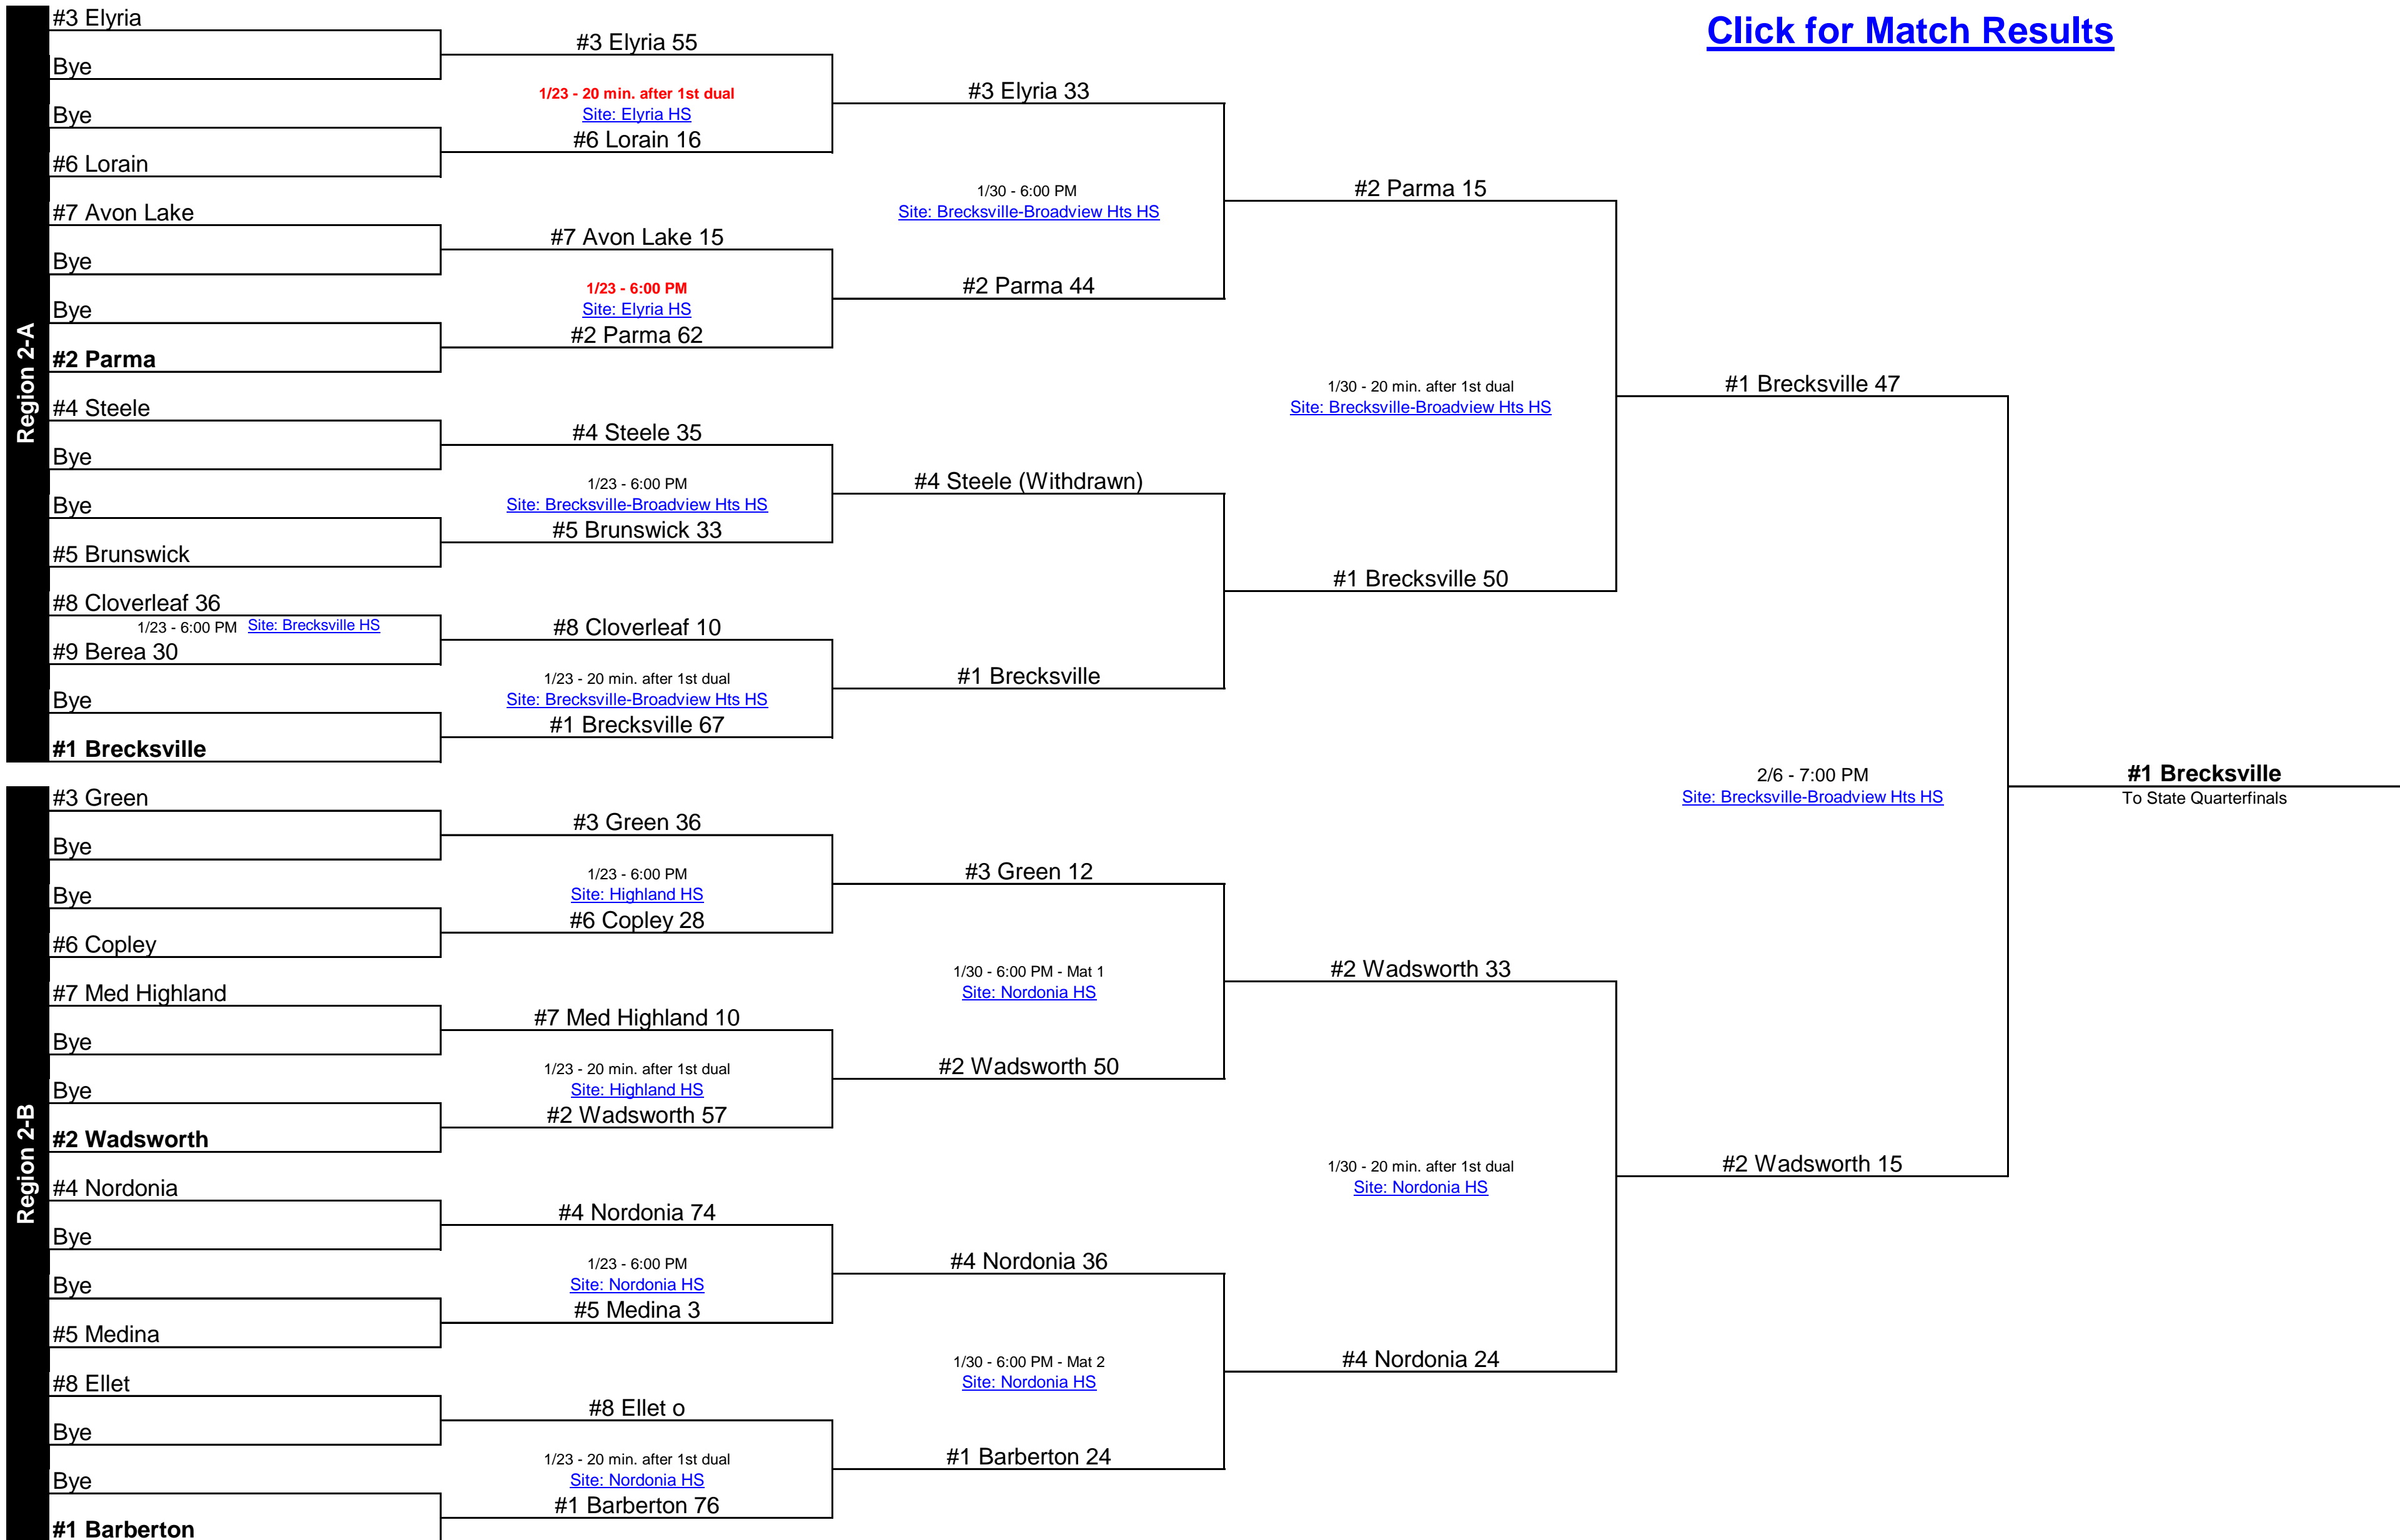 Click for Match Results
Region 2-A
#3 Elyria
Bye
Bye
#6 Lorain
#7 Avon Lake
Bye
Bye
#2 Parma
#4 Steele
Bye
Bye
#5 Brunswick
#8 Cloverleaf 36
1/23 - 6:00 PM Site: Brecksville HS
#9 Berea 30
Bye
#1 Brecksville
#3 Elyria 55
1/23 - 20 min. after 1st dual
Site: Elyria HS
#6 Lorain 16
#7 Avon Lake 15
1/23 - 6:00 PM
Site: Elyria HS
#2 Parma 62
#4 Steele 35
1/23 - 6:00 PM
Site: Brecksville-Broadview Hts HS
#5 Brunswick 33
#8 Cloverleaf 10
1/23 - 20 min. after 1st dual
Site: Brecksville-Broadview Hts HS
#1 Brecksville 67
#3 Elyria 33
1/30 - 6:00 PM
Site: Brecksville-Broadview Hts HS
#2 Parma 44
#4 Steele (Withdrawn)
#1 Brecksville
#2 Parma 15
1/30 - 20 min. after 1st dual
Site: Brecksville-Broadview Hts HS
#1 Brecksville 50
#1 Brecksville 47
2/6 - 7:00 PM
Site: Brecksville-Broadview Hts HS
#2 Wadsworth 15
#1 Brecksville
To State Quarterfinals
Region 2-B
#3 Green
Bye
Bye
#6 Copley
#7 Med Highland
Bye
Bye
#2 Wadsworth
#4 Nordonia
Bye
Bye
#5 Medina
#8 Ellet
Bye
Bye
#1 Barberton
#3 Green 36
1/23 - 6:00 PM
Site: Highland HS
#6 Copley 28
#7 Med Highland 10
1/23 - 20 min. after 1st dual
Site: Highland HS
#2 Wadsworth 57
#4 Nordonia 74
1/23 - 6:00 PM
Site: Nordonia HS
#5 Medina 3
#8 Ellet o
1/23 - 20 min. after 1st dual
Site: Nordonia HS
#1 Barberton 76
#3 Green 12
1/30 - 6:00 PM - Mat 1
Site: Nordonia HS
#2 Wadsworth 50
#4 Nordonia 36
1/30 - 6:00 PM - Mat 2
Site: Nordonia HS
#1 Barberton 24
#2 Wadsworth 33
1/30 - 20 min. after 1st dual
Site: Nordonia HS
#4 Nordonia 24